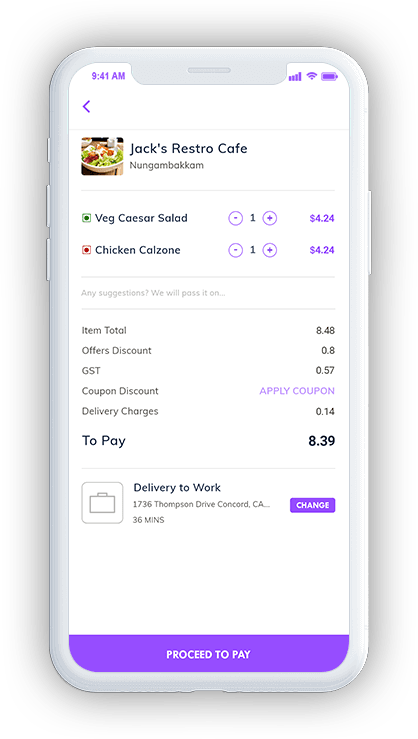 9:41 AM
Jack's Restro Cafe
Nungambakkam
Veg Caesar Salad - 1 + $4.24
Chicken Calzone - 1 + $4.24
Any suggestions? We will pass it on...
Item Total 8.48
Offers Discount 0.8
GST 0.57
Coupon Discount APPLY COUPON
Delivery Charges 0.14
To Pay 8.39
Delivery to Work
1736 Thompson Drive Concord, CA...
CHANGE
36 MINS
PROCEED TO PAY